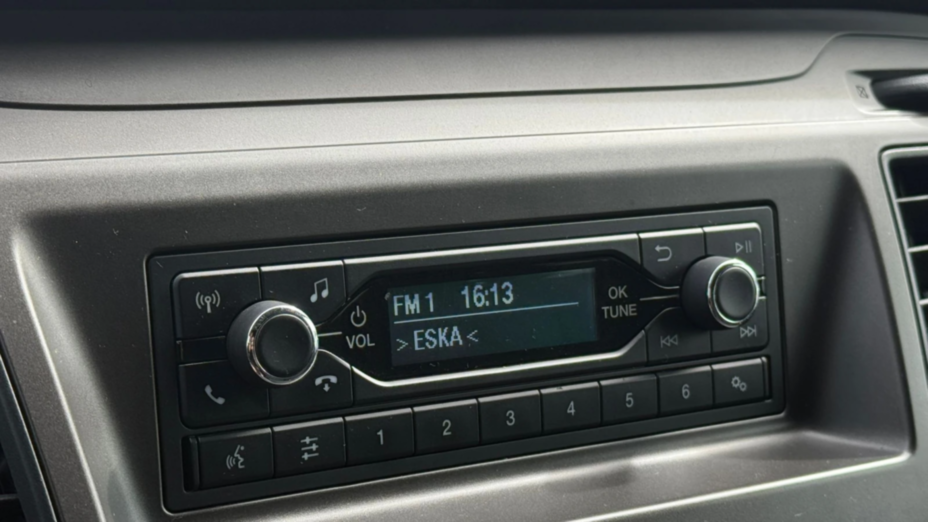 FM 1 16:13
>ESKA<
VOL
OK
TUNE
1 2 3 4 5 6